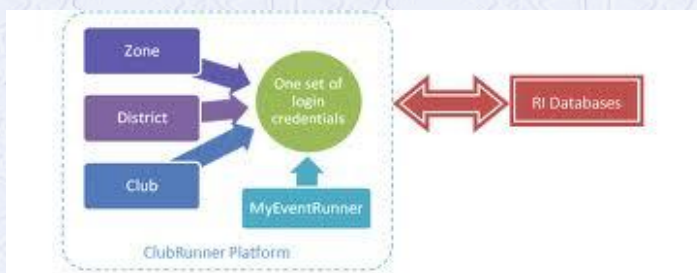 Zone
District
Club
One set of
login
credentials
MyEventRunner
ClubRunner Platform
RI Databases